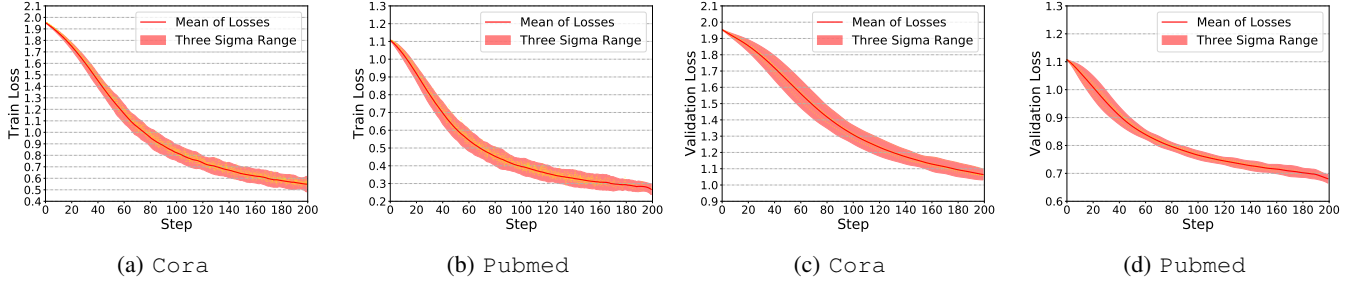 Train Loss
2.1
2.0
1.9
1.8
1.7
1.6
1.5
1.4
1.3
1.2
1.1
1.0
0.9
0.8
0.7
0.6
0.5
0.4
Mean of Losses
Three Sigma Range
0 20 40 60 80 100 120 140 160 180 200
Step
(a) Cora
Train Loss
1.3
1.2
1.1
1.0
0.9
0.8
0.7
0.6
0.5
0.4
0.3
0.2
Mean of Losses
Three Sigma Range
0 20 40 60 80 100 120 140 160 180 200
Step
(b) Pubmed
Validation Loss
2.1
2.0
1.9
1.8
1.7
1.6
1.5
1.4
1.3
1.2
1.1
1.0
0.9
Mean of Losses
Three Sigma Range
0 20 40 60 80 100 120 140 160 180 200
Step
(c) Cora
Validation Loss
1.3
1.2
1.1
1.0
0.9
0.8
0.7
0.6
Mean of Losses
Three Sigma Range
0 20 40 60 80 100 120 140 160 180 200
Step
(d) Pubmed